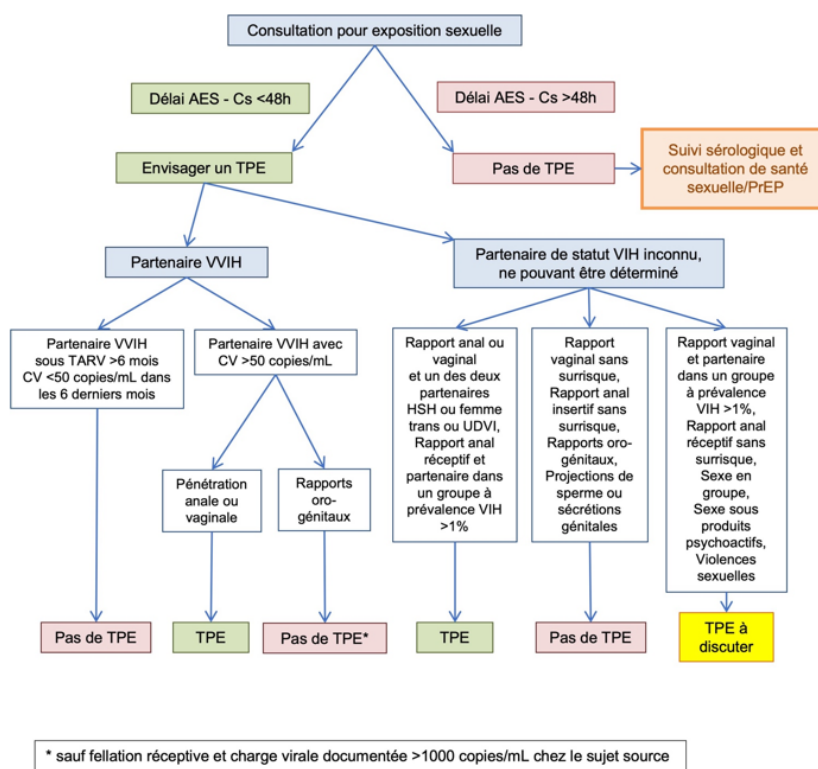 Consultation pour exposition sexuelle
Délai AES - Cs <48h
Délai AES - Cs >48h
Envisager un TPE
Pas de TPE
Suivi sérologique et
consultation de santé
sexuelle/PrEP
Partenaire VVIH
Partenaire de statut VIH inconnu,
ne pouvant être déterminé
Partenaire VVIH
sous TARV >6 mois
CV <50 copies/mL dans
les 6 derniers mois
Partenaire VVIH avec
CV >50 copies/mL
Rapport anal ou
vaginal
et un des deux
partenaires
HSH ou femme
trans ou UDVI,
Rapport anal
réceptif et
partenaire dans
un groupe à
prévalence VIH
>1%
Rapport
vaginal sans
surrisque,
Rapport anal
insertif sans
surrisque,
Rapports oro-
génitaux,
Projections de
sperme ou
sécrétions
génitales
Rapport vaginal
et partenaire
dans un groupe
à prévalence
VIH >1%,
Rapport anal
réceptif sans
surrisque,
Sexe en
groupe,
Sexe sous
produits
psychoactifs,
Violences
sexuelles
Pénétration
anale ou
vaginale
Rapports
oro-
génitaux
Pas de TPE
TPE
Pas de TPE*
TPE
Pas de TPE
TPE à
discuter
* sauf fellation réceptive et charge virale documentée >1000 copies/mL chez le sujet source